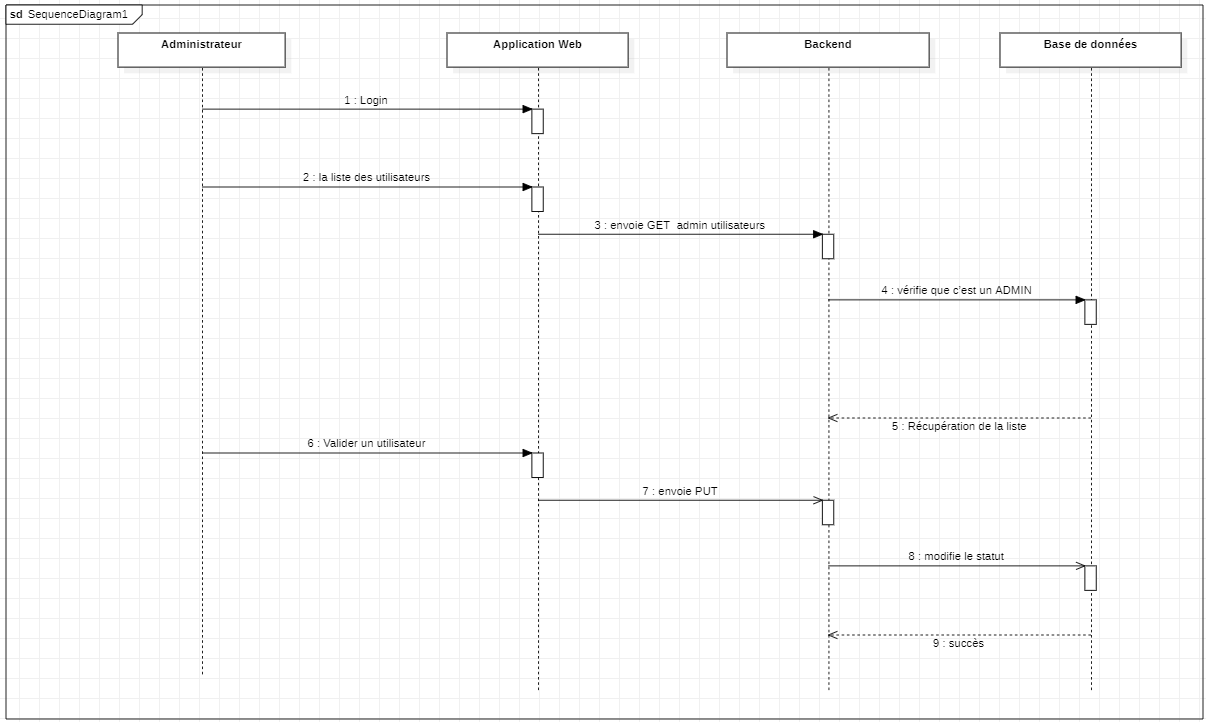 sd SequenceDiagram1
Administrateur
Application Web
Backend
Base de données
1 : Login
2 : la liste des utilisateurs
3 : envoie GET  admin utilisateurs
4 : vérifie que c'est un ADMIN
5 : Récupération de la liste
6 : Valider un utilisateur
7 : envoie PUT
8 : modifie le statut
9 : succès